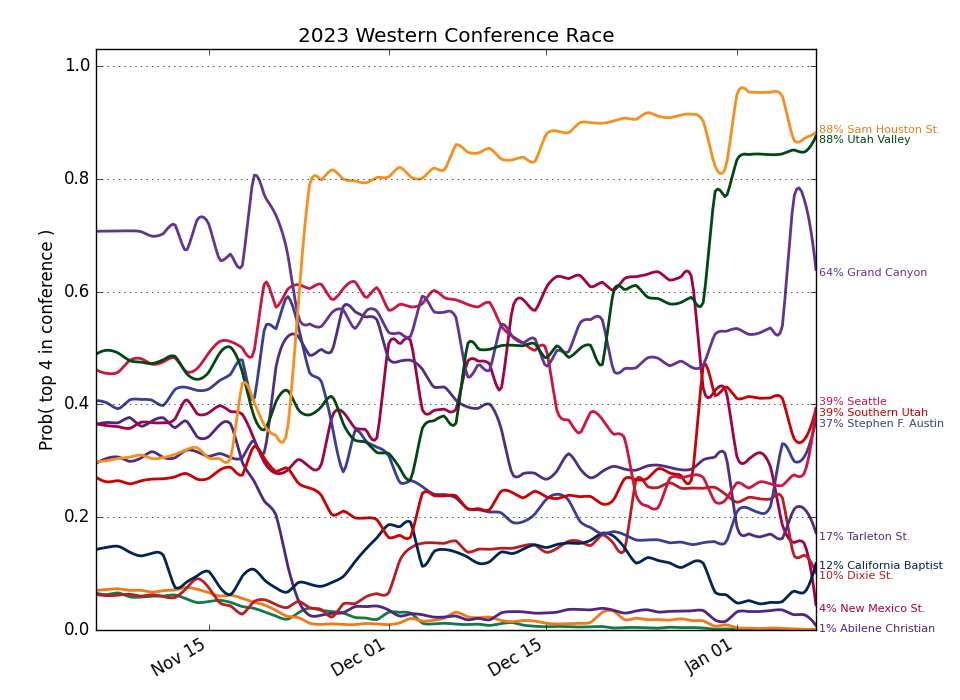 2023 Western Conference Race
Prob( top 4 in conference )
1.0
0.8
0.6
0.4
0.2
0.0
Nov 15
Dec 01
Dec 15
Jan 01
88% Sam Houston St.
88% Utah Valley
64% Grand Canyon
39% Seattle
39% Southern Utah
37% Stephen F. Austin
17% Tarleton St.
12% California Baptist
10% Dixie St.
4% New Mexico St.
1% Abilene Christian